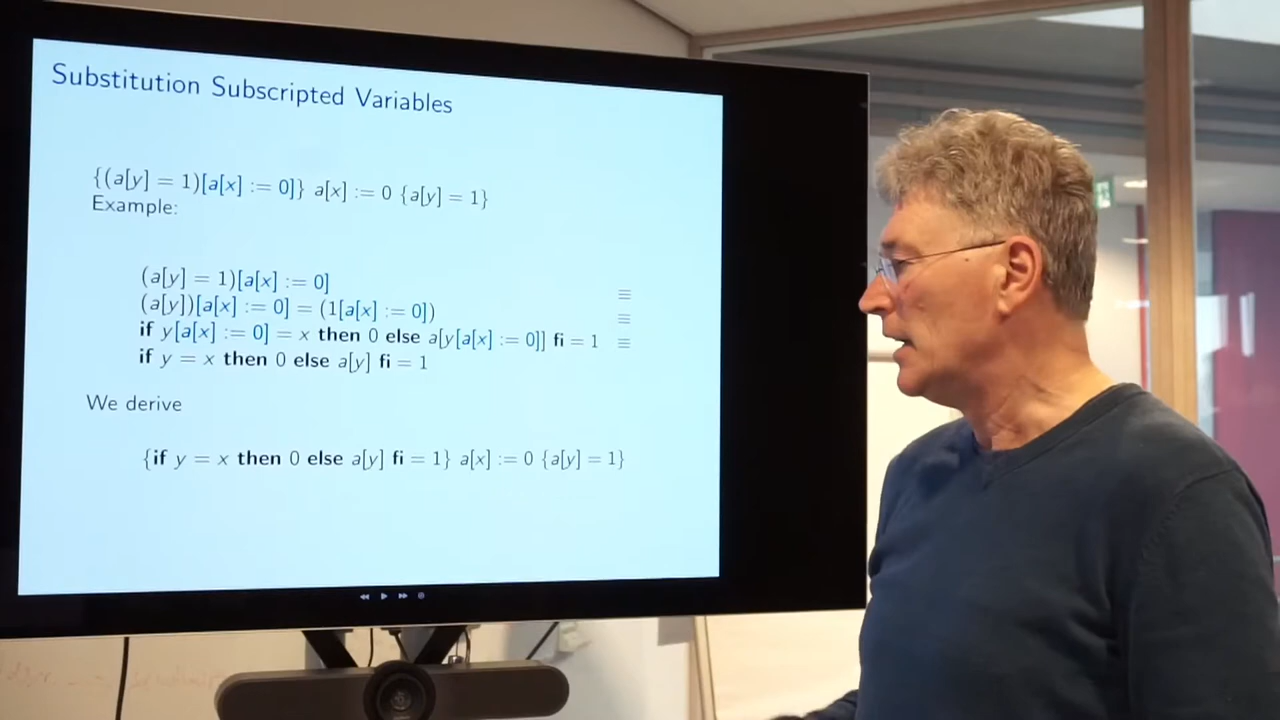 Substitution Subscripted Variables
{(a[y] = 1)[a[x] := 0]} a[x] := 0 {a[y] = 1}
Example:
(a[y] = 1)[a[x] := 0] ≡
(a[y])[a[x] := 0] = (1[a[x] := 0]) ≡
if y[a[x] := 0] = x then 0 else a[y[a[x] := 0]] fi = 1 ≡
if y = x then 0 else a[y] fi = 1
We derive
{if y = x then 0 else a[y] fi = 1} a[x] := 0 {a[y] = 1}